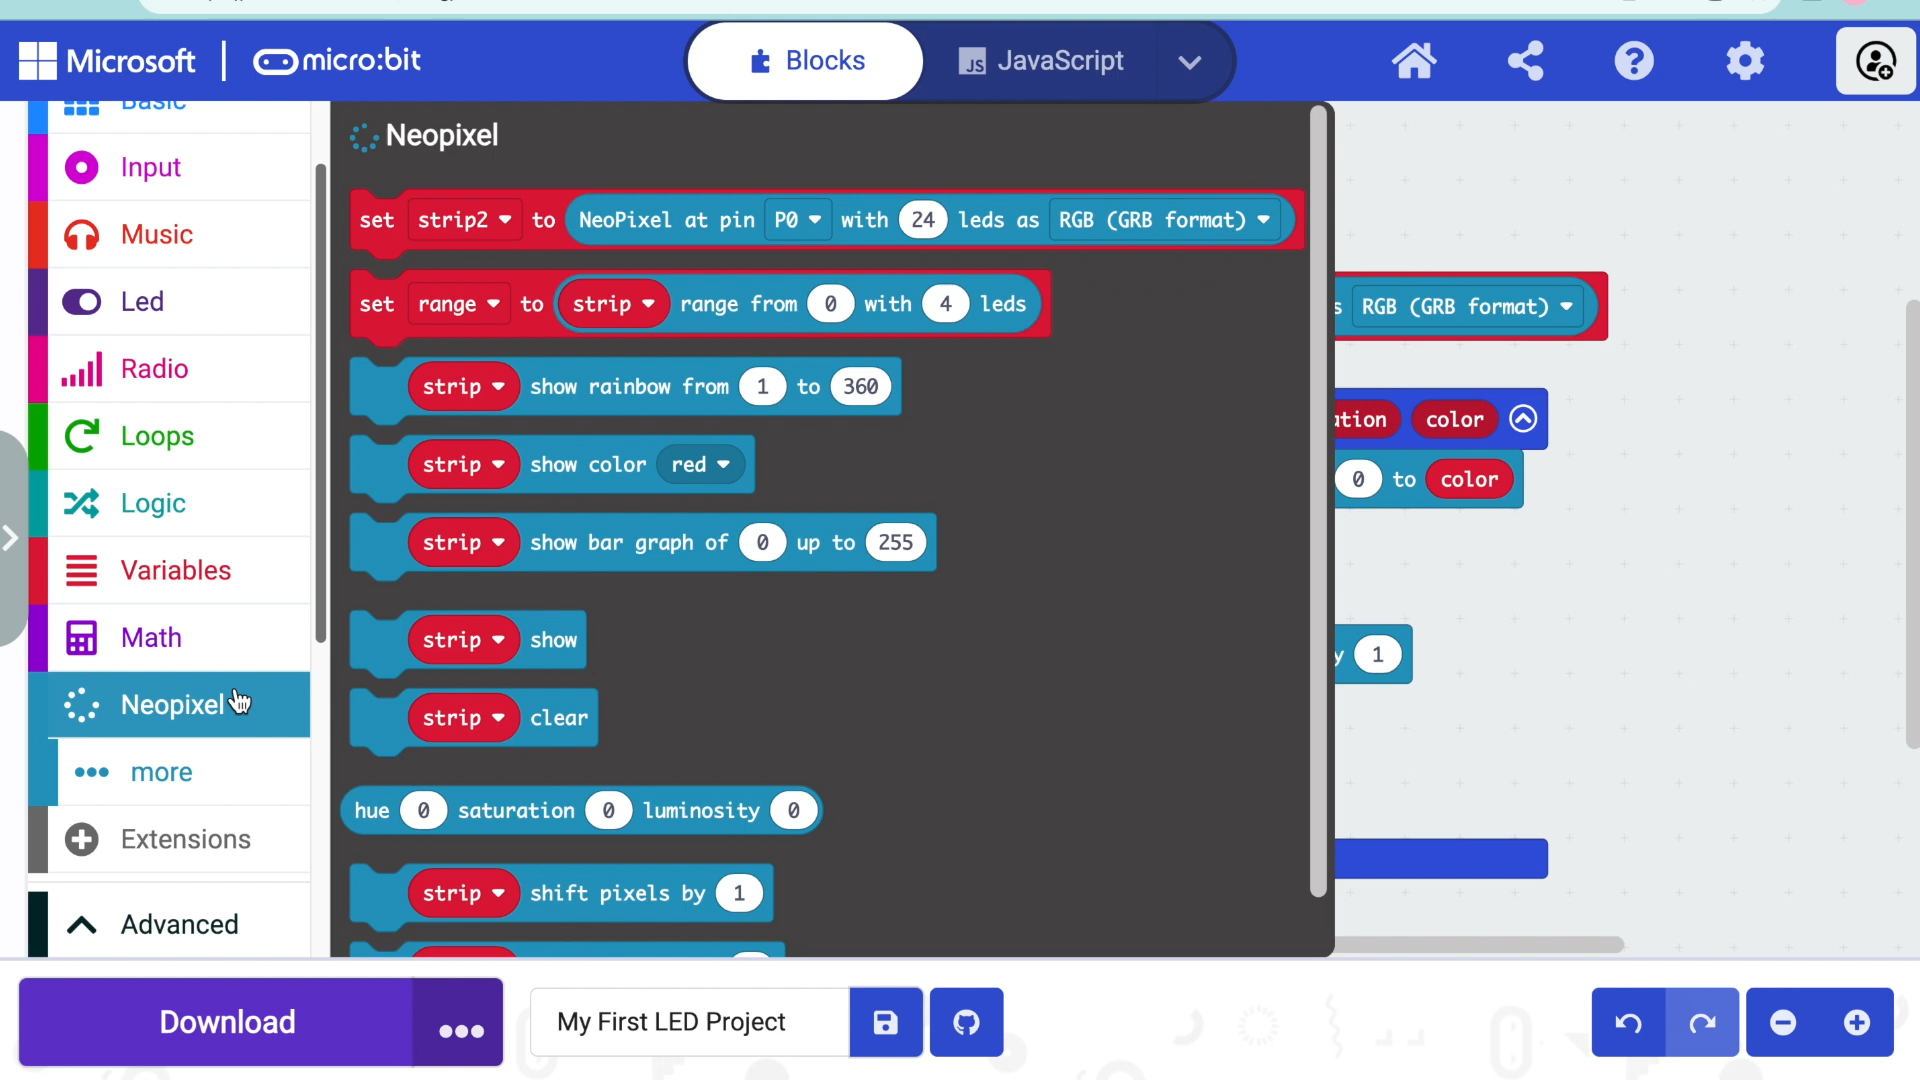 Microsoft | micro:bit
Blocks
JS JavaScript
Basic
Input
Music
Led
Radio
Loops
Logic
Variables
Math
Neopixel
more
Extensions
Advanced
Neopixel
set strip2 to NeoPixel at pin P0 with 24 leds as RGB (GRB format)
set range to strip range from 0 with 4 leds
strip show rainbow from 1 to 360
strip show color red
strip show bar graph of 0 up to 255
strip show
strip clear
hue 0 saturation 0 luminosity 0
strip shift pixels by 1
RGB (GRB format)
color
0 to color
1
Download
My First LED Project